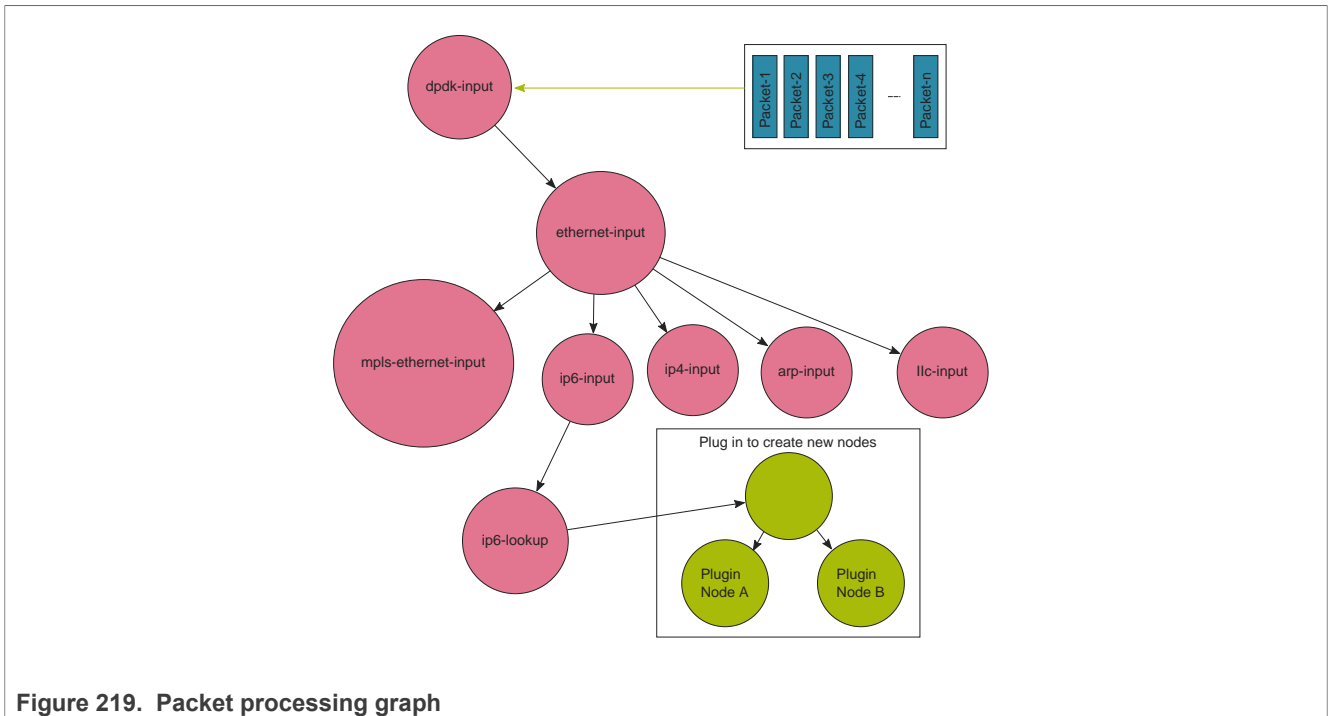 dpdk-input
Packet-1
Packet-2
Packet-3
Packet-4
Packet-n
ethernet-input
mpls-ethernet-input
ip6-input
ip4-input
arp-input
llc-input
Plug in to create new nodes
ip6-lookup
Plugin
Node A
Plugin
Node B
Figure 219. Packet processing graph